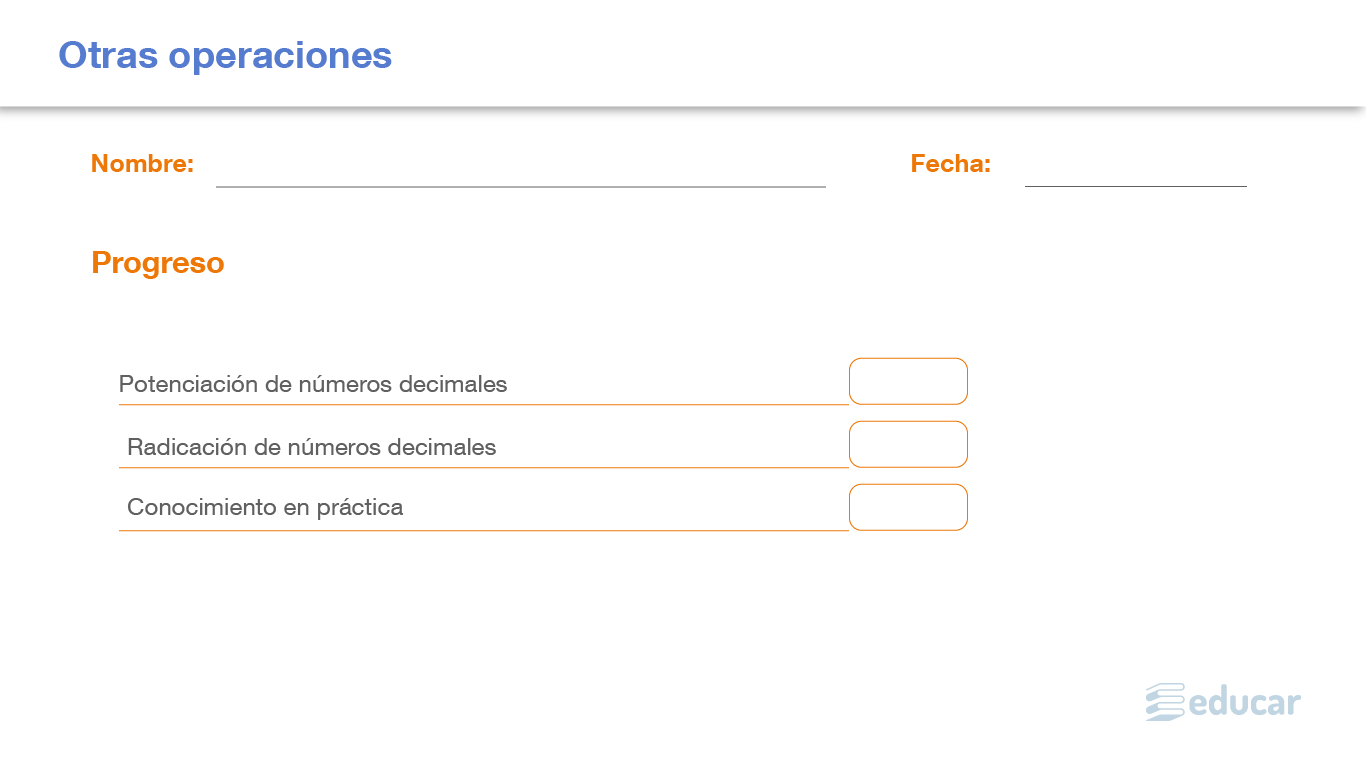 Otras operaciones
Nombre:
Fecha:
Progreso
Potenciación de números decimales
Radicación de números decimales
Conocimiento en práctica
educar